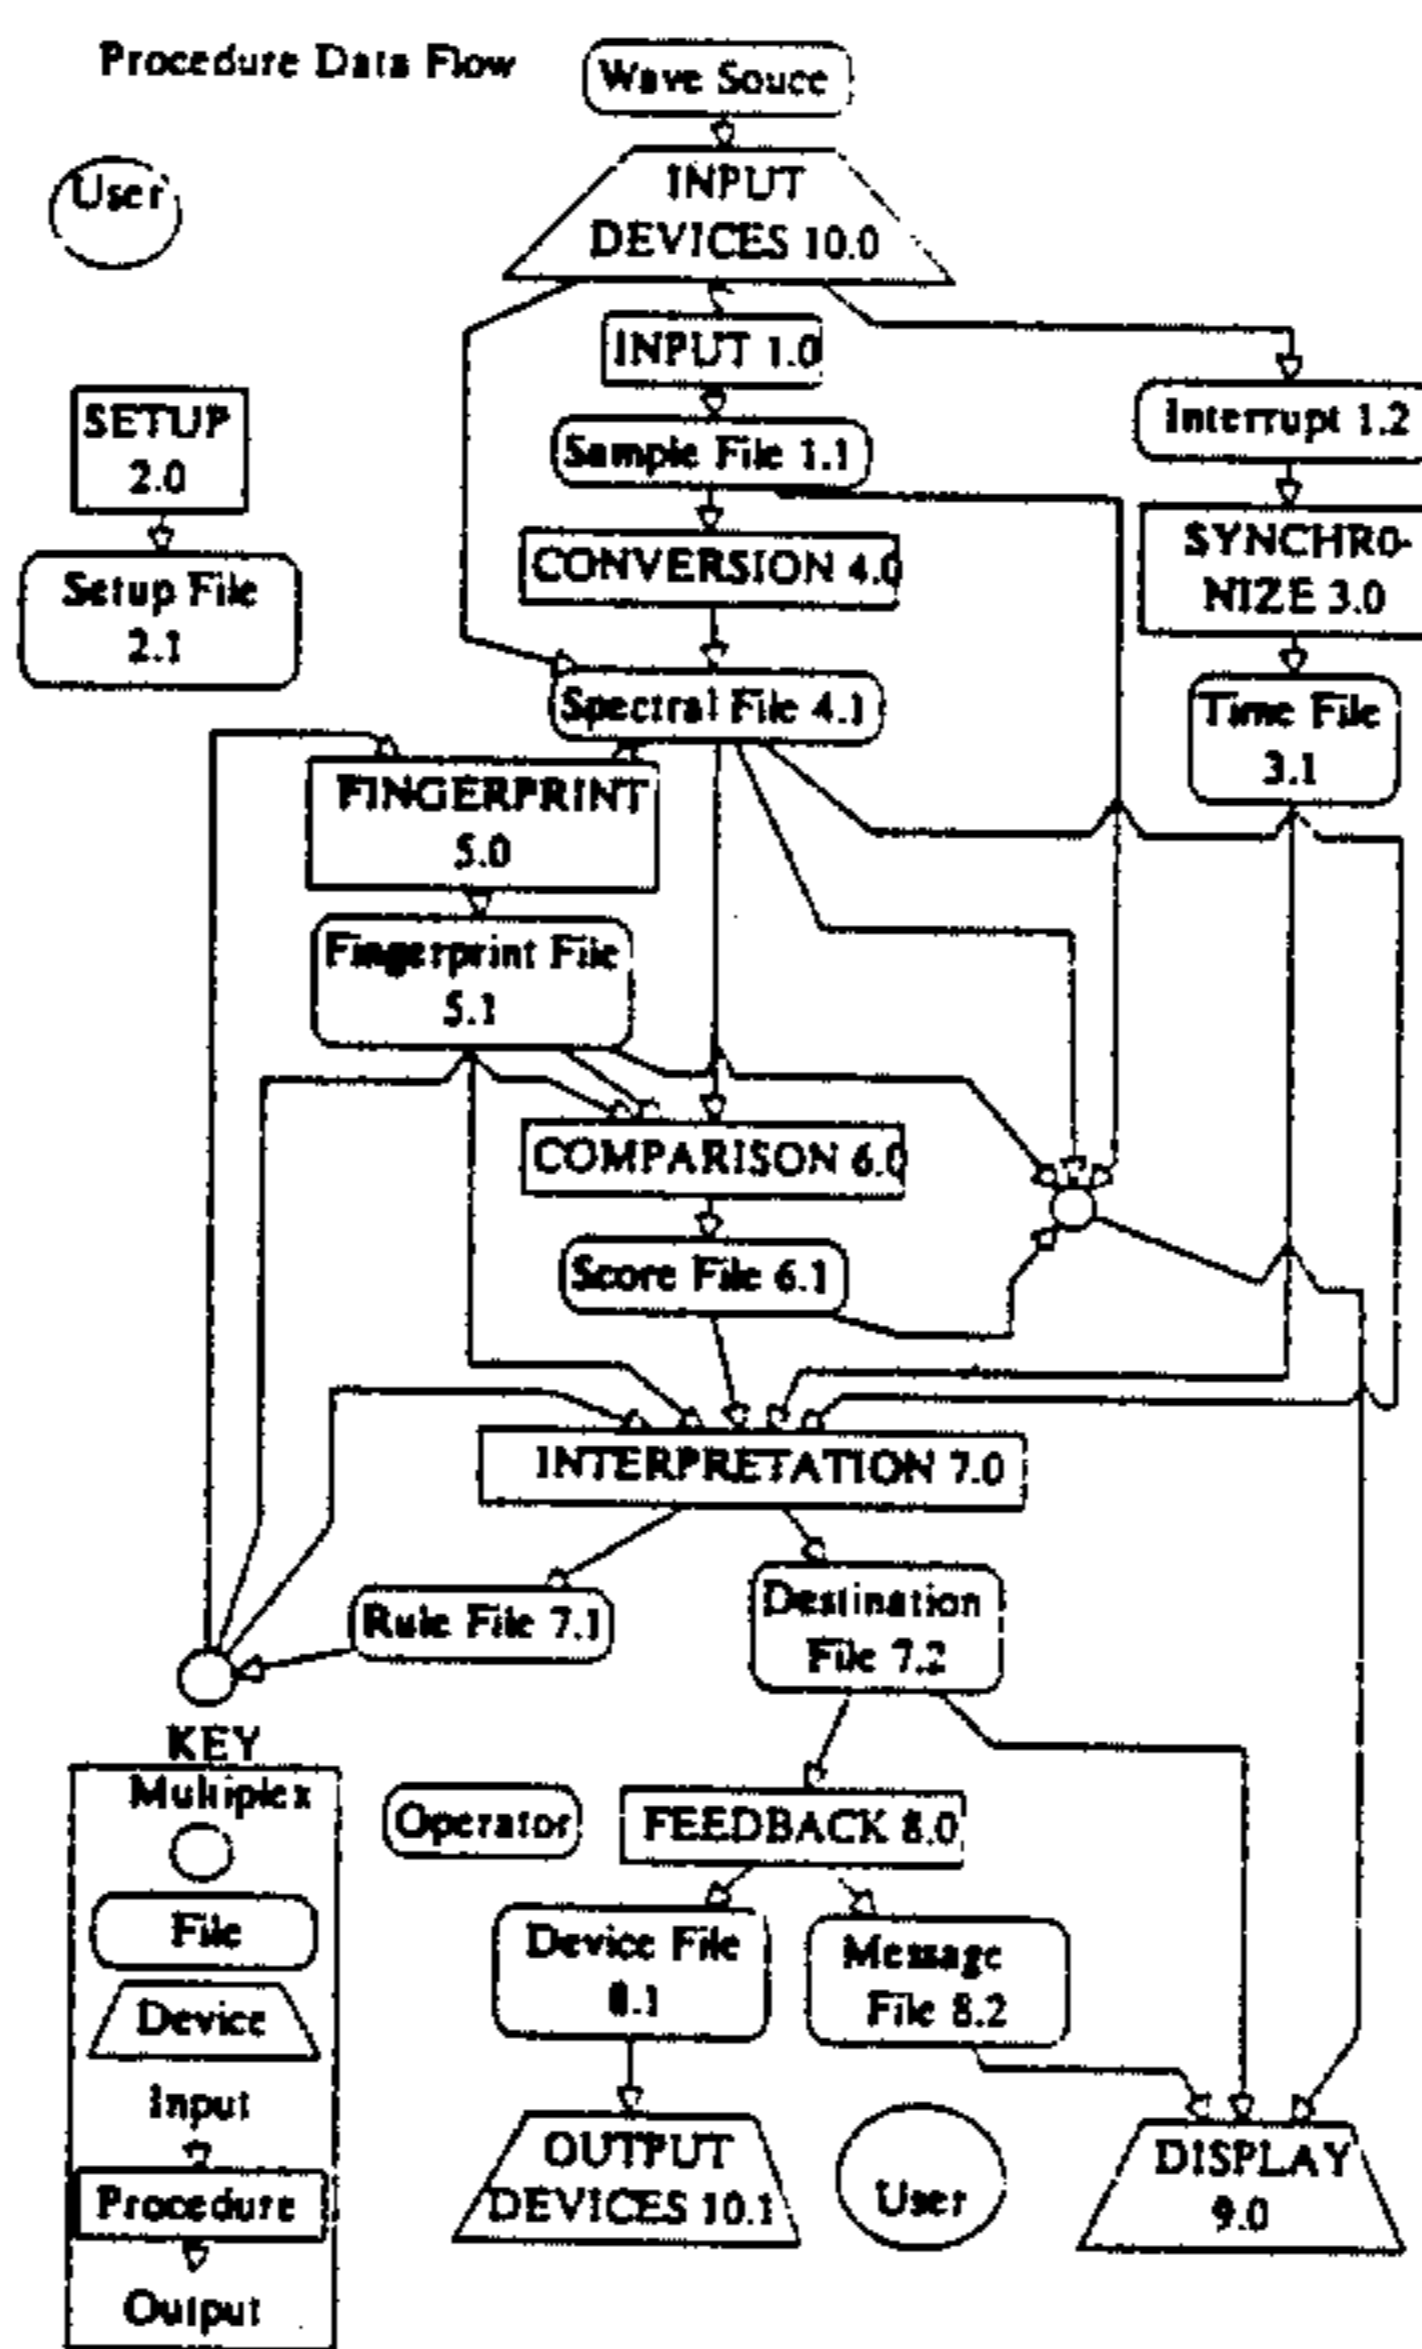 Procedure Data Flow
Wave Souce
User
INPUT
DEVICES 10.0
INPUT 1.0
Interrupt 1.2
SETUP
2.0
Sample File 1.1
SYNCHRO-
NIZE 3.0
CONVERSION 4.0
Setup File
2.1
Spectral File 4.1
Time File
3.1
FINGERPRINT
5.0
Fingerprint File
5.1
COMPARISON 6.0
Score File 6.1
INTERPRETATION 7.0
Rule File 7.1
Destination
File 7.2
KEY
Multiplex
File
Device
Input
Procedure
Output
Operator
FEEDBACK 8.0
Device File
8.1
Message
File 8.2
OUTPUT
DEVICES 10.1
User
DISPLAY
9.0